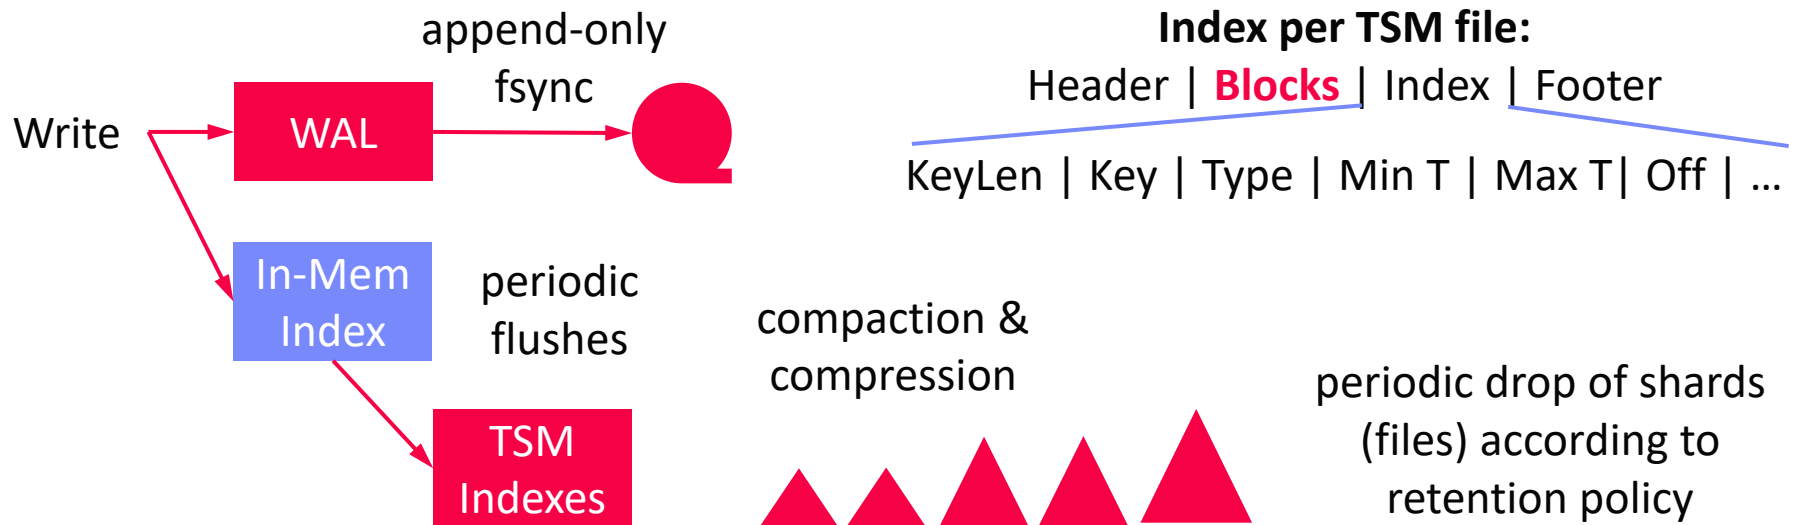 append-only
fsync
Write
WAL
Index per TSM file:
Header | Blocks | Index | Footer
KeyLen | Key | Type | Min T | Max T| Off | …
In-Mem
Index
periodic
flushes
TSM
Indexes
compaction &
compression
periodic drop of shards
(files) according to
retention policy